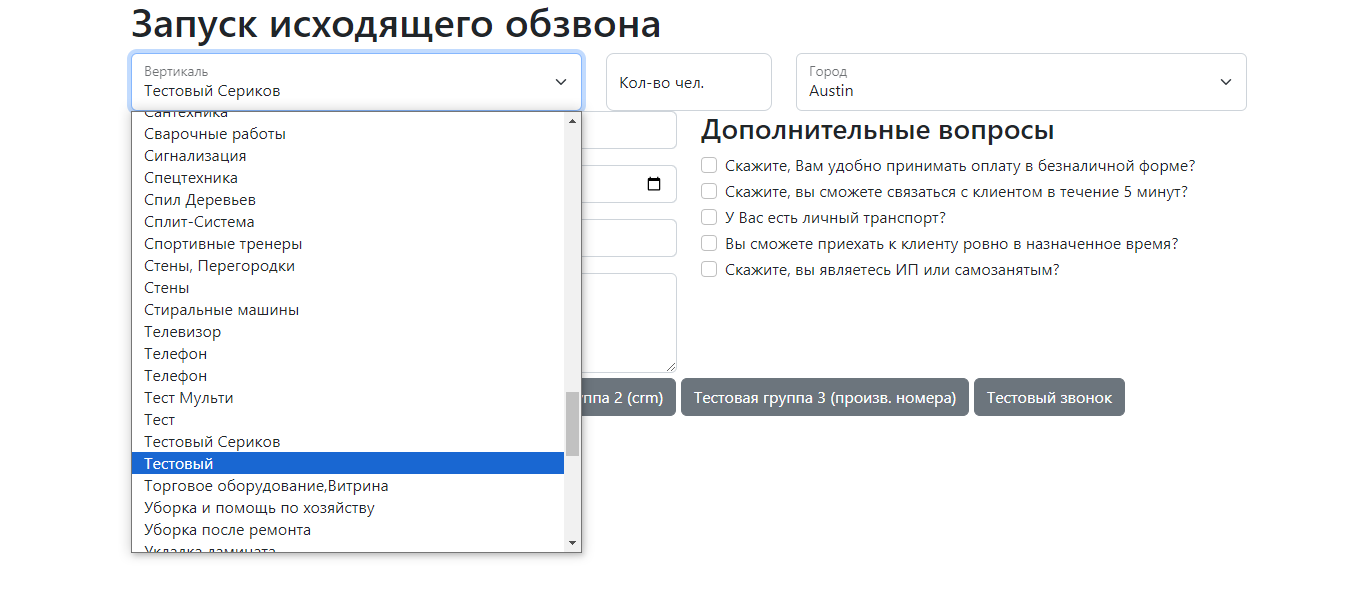 Запуск исходящего обзвона
Вертикаль
Тестовый Сериков
Кол-во чел.
Город
Austin
Сантехника
Сварочные работы
Сигнализация
Спецтехника
Спил Деревьев
Сплит-Система
Спортивные тренеры
Стены, Перегородки
Стены
Стиральные машины
Телевизор
Телефон
Телефон
Тест Мульти
Тест
Тестовый Сериков
Тестовый
Торговое оборудование,Витрина
Уборка и помощь по хозяйству
Уборка после ремонта
Укладка ламината
Дополнительные вопросы
Скажите, Вам удобно принимать оплату в безналичной форме?
Скажите, вы сможете связаться с клиентом в течение 5 минут?
У Вас есть личный транспорт?
Вы сможете приехать к клиенту ровно в назначенное время?
Скажите, вы являетесь ИП или самозанятым?
2 (crm)
Тестовая группа 3 (произв. номера)
Тестовый звонок